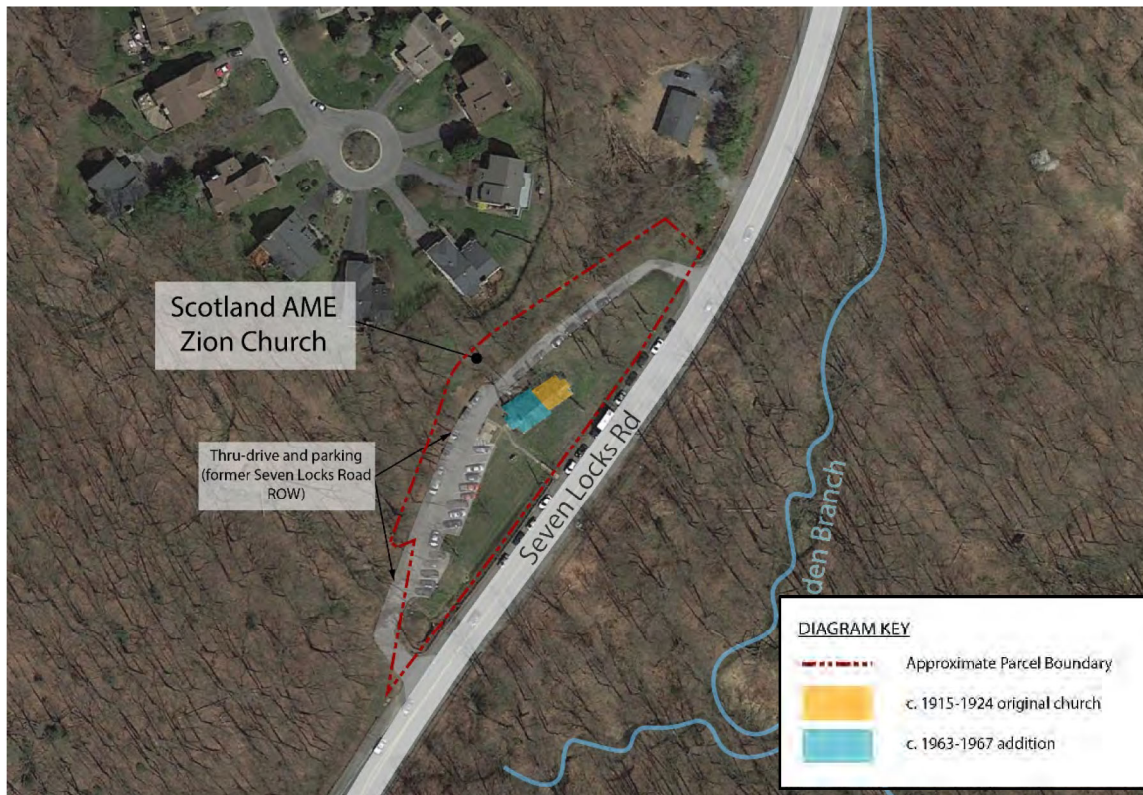 Scotland AME
Zion Church
Thru-drive and parking
(former Seven Locks Road
ROW)
Seven Locks Rd
den Branch
DIAGRAM KEY
Approximate Parcel Boundary
c. 1915-1924 original church
c. 1963-1967 addition